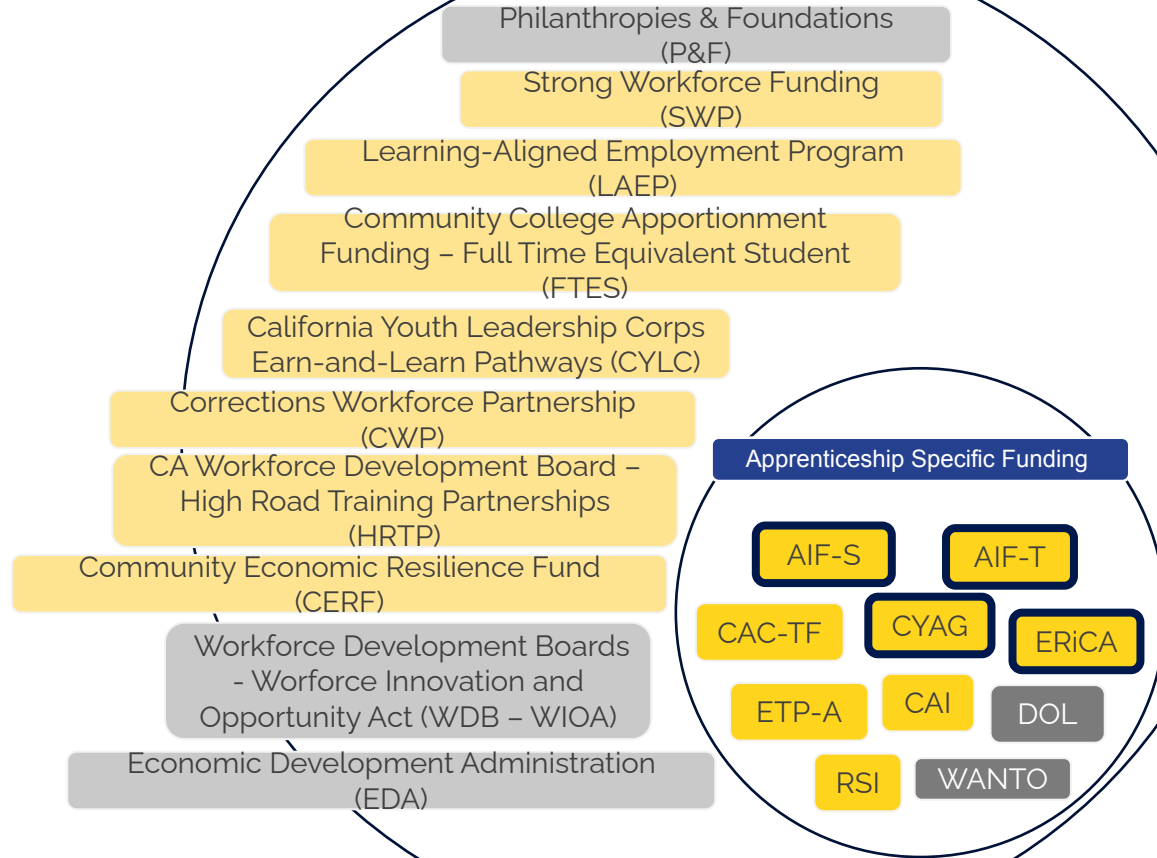 Philanthropies & Foundations
(P&F)
Strong Workforce Funding
(SWP)
Learning-Aligned Employment Program
(LAEP)
Community College Apportionment
Funding – Full Time Equivalent Student
(FTES)
California Youth Leadership Corps
Earn-and-Learn Pathways (CYLC)
Corrections Workforce Partnership
(CWP)
CA Workforce Development Board –
High Road Training Partnerships
(HRTP)
Community Economic Resilience Fund
(CERF)
Workforce Development Boards
- Worforce Innovation and
Opportunity Act (WDB – WIOA)
Economic Development Administration
(EDA)
Apprenticeship Specific Funding
AIF-S
AIF-T
CAC-TF
CYAG
ERiCA
ETP-A
CAI
DOL
RSI
WANTO